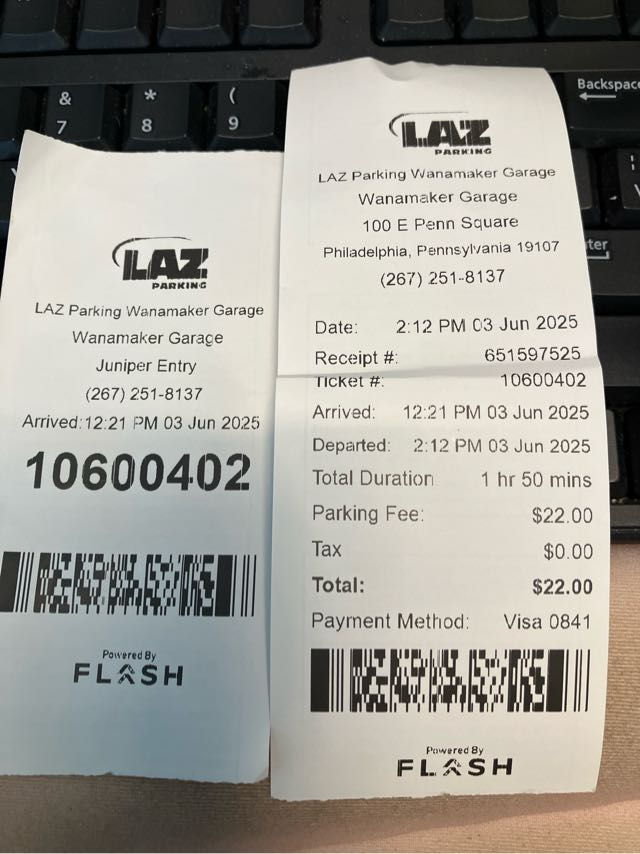 &
7
*
8
(
9
Backspace
LAZ
PARKING
LAZ Parking Wanamaker Garage
Wanamaker Garage
Juniper Entry
(267) 251-8137
Arrived:12:21 PM 03 Jun 2025
10600402
Powered By
FLASH
LAZ
PARKING
LAZ Parking Wanamaker Garage
Wanamaker Garage
100 E Penn Square
Philadelphia, Pennsylvania 19107
(267) 251-8137
Date: 2:12 PM 03 Jun 2025
Receipt #: 651597525
Ticket #: 10600402
Arrived: 12:21 PM 03 Jun 2025
Departed: 2:12 PM 03 Jun 2025
Total Duration 1 hr 50 mins
Parking Fee: $22.00
Tax $0.00
Total: $22.00
Payment Method: Visa 0841
Powered By
FLASH